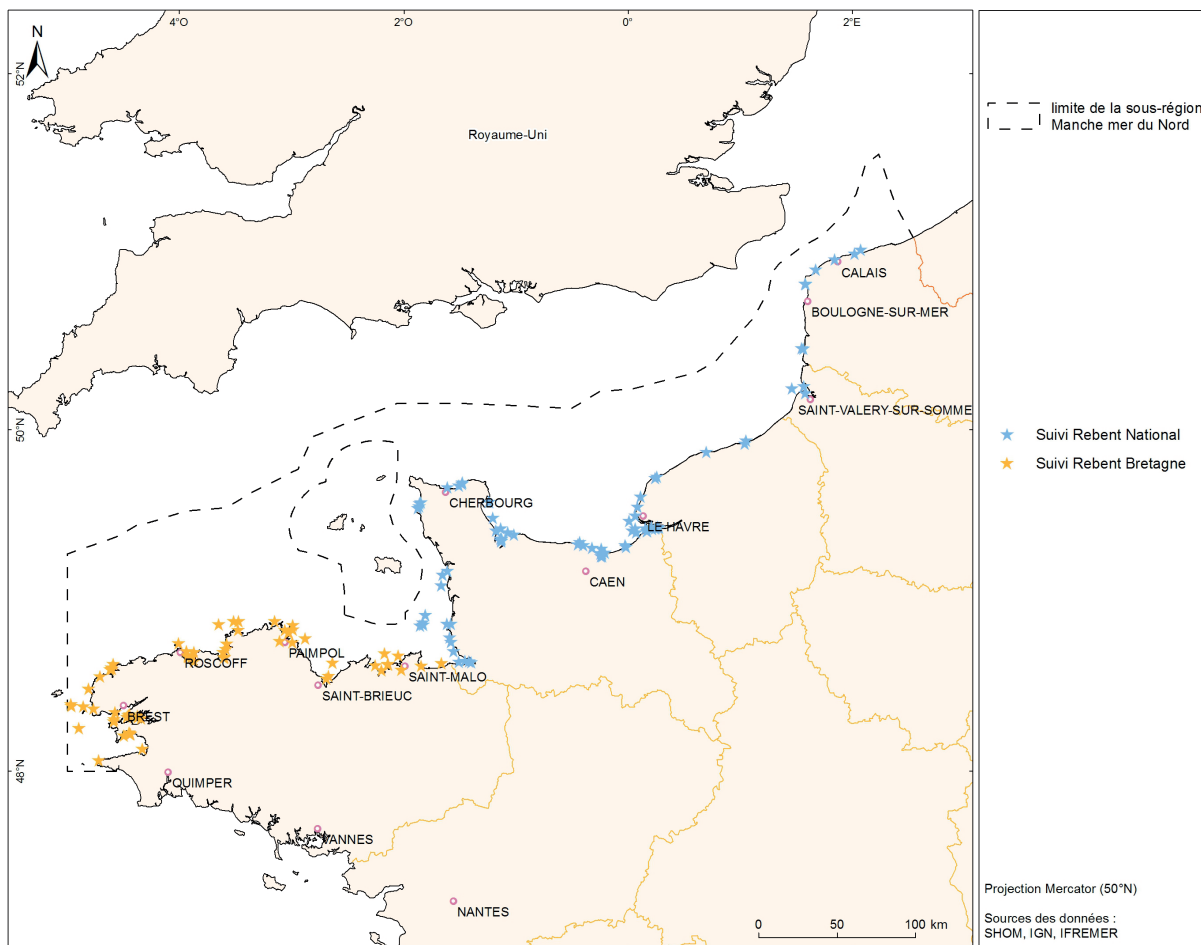 4°O
2°O
0°
2°E
N
52°N
50°N
48°N
Royaume-Uni
CALAIS
BOULOGNE-SUR-MER
SAINT-VALERY-SUR-SOMME
CHERBOURG
LE HAVRE
CAEN
ROSCOFF
PAIMPOL
SAINT-MALO
SAINT-BRIEUC
BREST
QUIMPER
VANNES
NANTES
0 50 100 km
limite de la sous-région
Manche mer du Nord
Suivi Rebent National
Suivi Rebent Bretagne
Projection Mercator (50°N)
Sources des données :
SHOM, IGN, IFREMER